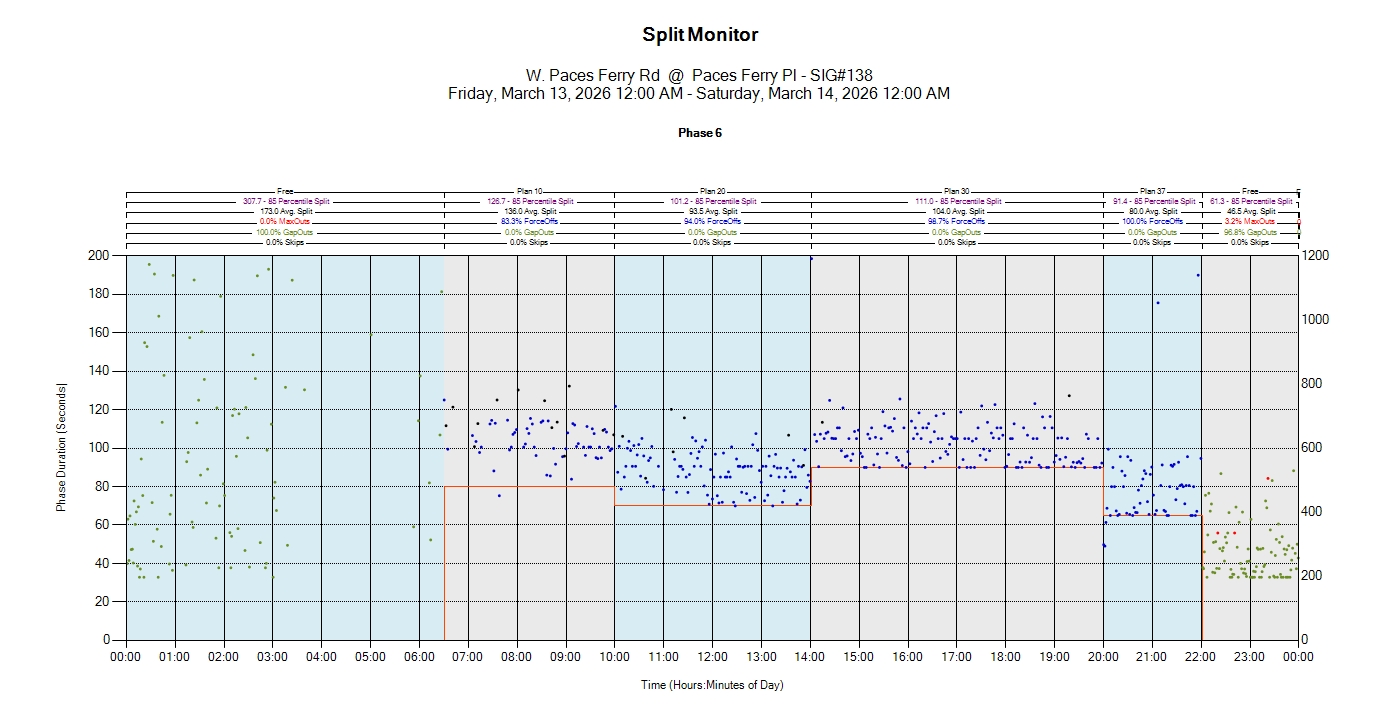 Split Monitor
W. Paces Ferry Rd @ Paces Ferry Pl - SIG#138
Friday, March 13, 2026 12:00 AM - Saturday, March 14, 2026 12:00 AM
Phase 6
Free Plan 10 Plan 20 Plan 30 Plan 37 Free F
307.7 - 85 Percentile Split 126.7 - 85 Percentile Split 101.2 - 85 Percentile Split 111.0 - 85 Percentile Split 91.4 - 85 Percentile Split 61.3 - 85 Percentile Split
173.0 Avg. Split 136.0 Avg. Split 93.5 Avg. Split 104.0 Avg. Split 80.0 Avg. Split 46.5 Avg. Split
0.0% MaxOuts 83.3% ForceOffs 94.0% ForceOffs 98.7% ForceOffs 100.0% ForceOffs 3.2% MaxOuts
100.0% GapOuts 0.0% GapOuts 0.0% GapOuts 0.0% GapOuts 0.0% GapOuts 96.8% GapOuts
0.0% Skips 0.0% Skips 0.0% Skips 0.0% Skips 0.0% Skips 0.0% Skips
200 1200
180
1000
160
140
800
120
100 600
80
400
60
40
200
20
0 0
Phase Duration [Seconds]
00:00 01:00 02:00 03:00 04:00 05:00 06:00 07:00 08:00 09:00 10:00 11:00 12:00 13:00 14:00 15:00 16:00 17:00 18:00 19:00 20:00 21:00 22:00 23:00 00:00
Time (Hours:Minutes of Day)